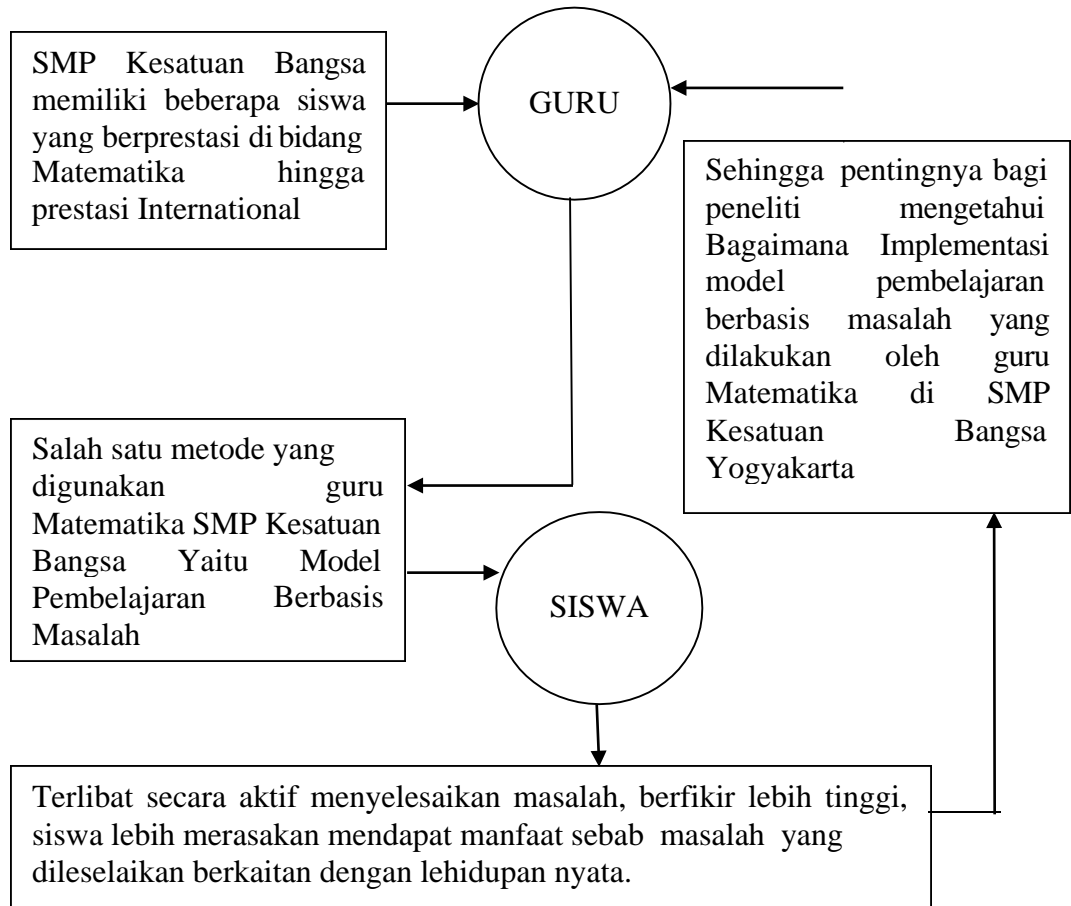 SMP Kesatuan Bangsa
memiliki beberapa siswa
yang berprestasi di bidang
Matematika hingga
prestasi International
GURU
Sehingga pentingnya bagi
peneliti mengetahui
Bagaimana Implementasi
model pembelajaran
berbasis masalah yang
dilakukan oleh guru
Matematika di SMP
Kesatuan Bangsa
Yogyakarta
Salah satu metode yang
digunakan guru
Matematika SMP Kesatuan
Bangsa Yaitu Model
Pembelajaran Berbasis
Masalah
SISWA
Terlibat secara aktif menyelesaikan masalah, berfikir lebih tinggi,
siswa lebih merasakan mendapat manfaat sebab masalah yang
dileselaikan berkaitan dengan lehidupan nyata.